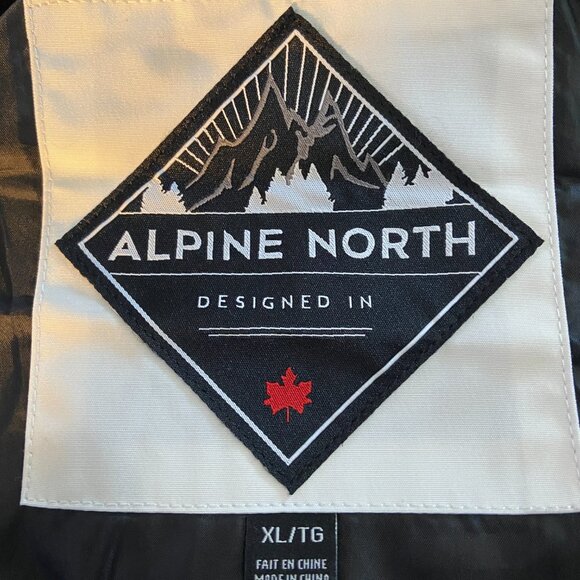 ALPINE NORTH
DESIGNED IN
XL/TG
FAIT EN CHINE
MADE IN CHINA